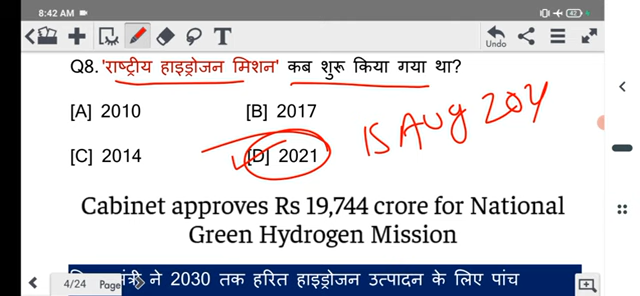 8:42 AM
42
T
Undo
Q8. 'राष्ट्रीय हाइड्रोजन मिशन' कब शुरू किया गया था?
[A] 2010 [B] 2017
[C] 2014 [D] 2021
15 Aug 2021
Cabinet approves Rs 19,744 crore for National
Green Hydrogen Mission
मंत्री ने 2030 तक हरित हाइड्रोजन उत्पादन के लिए पांच
4/24